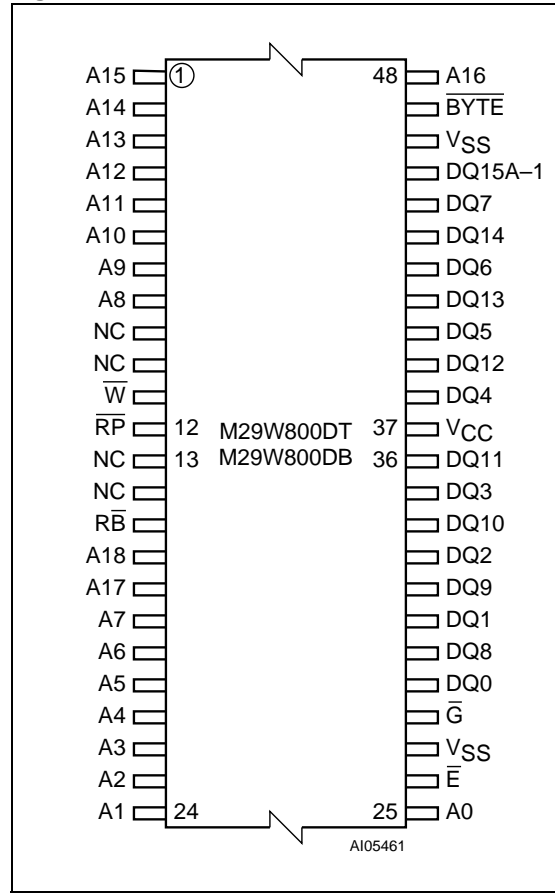 A15 ① 48 A16
A14 B̅Y̅T̅E̅
A13 VSS
A12 DQ15A–1
A11 DQ7
A10 DQ14
A9 DQ6
A8 DQ13
NC DQ5
NC DQ12
W̅ DQ4
R̅P̅ 12 M29W800DT 37 VCC
NC 13 M29W800DB 36 DQ11
NC DQ3
RB̅ DQ10
A18 DQ2
A17 DQ9
A7 DQ1
A6 DQ8
A5 DQ0
A4 G̅
A3 VSS
A2 E̅
A1 24 25 A0
AI05461